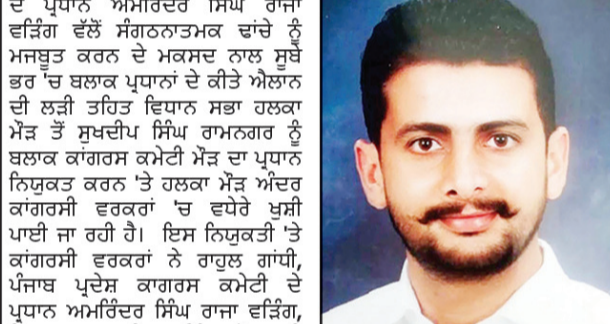 ਦੇ ਪ੍ਰਧਾਨ ਅਮਰਿੰਦਰ ਸਿੰਘ ਰਾਜਾ
ਵੜਿੰਗ ਵੱਲੋਂ ਸੰਗਠਨਾਤਮਕ ਢਾਂਚੇ ਨੂੰ
ਮਜਬੂਤ ਕਰਨ ਦੇ ਮਕਸਦ ਨਾਲ ਸੂਬੇ
ਭਰ 'ਚ ਬਲਾਕ ਪ੍ਰਧਾਨਾਂ ਦੇ ਕੀਤੇ ਐਲਾਨ
ਦੀ ਲੜੀ ਤਹਿਤ ਵਿਧਾਨ ਸਭਾ ਹਲਕਾ
ਮੌੜ ਤੋਂ ਸੁਖਦੀਪ ਸਿੰਘ ਰਾਮਨਗਰ ਨੂੰ
ਬਲਾਕ ਕਾਂਗਰਸ ਕਮੇਟੀ ਮੌੜ ਦਾ ਪ੍ਰਧਾਨ
ਨਿਯੁਕਤ ਕਰਨ 'ਤੇ ਹਲਕਾ ਮੌੜ ਅੰਦਰ
ਕਾਂਗਰਸੀ ਵਰਕਰਾਂ 'ਚ ਵਧੇਰੇ ਖੁਸ਼ੀ
ਪਾਈ ਜਾ ਰਹੀ ਹੈ। ਇਸ ਨਿਯੁਕਤੀ 'ਤੇ
ਕਾਂਗਰਸੀ ਵਰਕਰਾਂ ਨੇ ਰਾਹੁਲ ਗਾਂਧੀ,
ਪੰਜਾਬ ਪ੍ਰਦੇਸ਼ ਕਾਗਰਸ ਕਮੇਟੀ ਦੇ
ਪ੍ਰਧਾਨ ਅਮਰਿੰਦਰ ਸਿੰਘ ਰਾਜਾ ਵੜਿੰਗ,